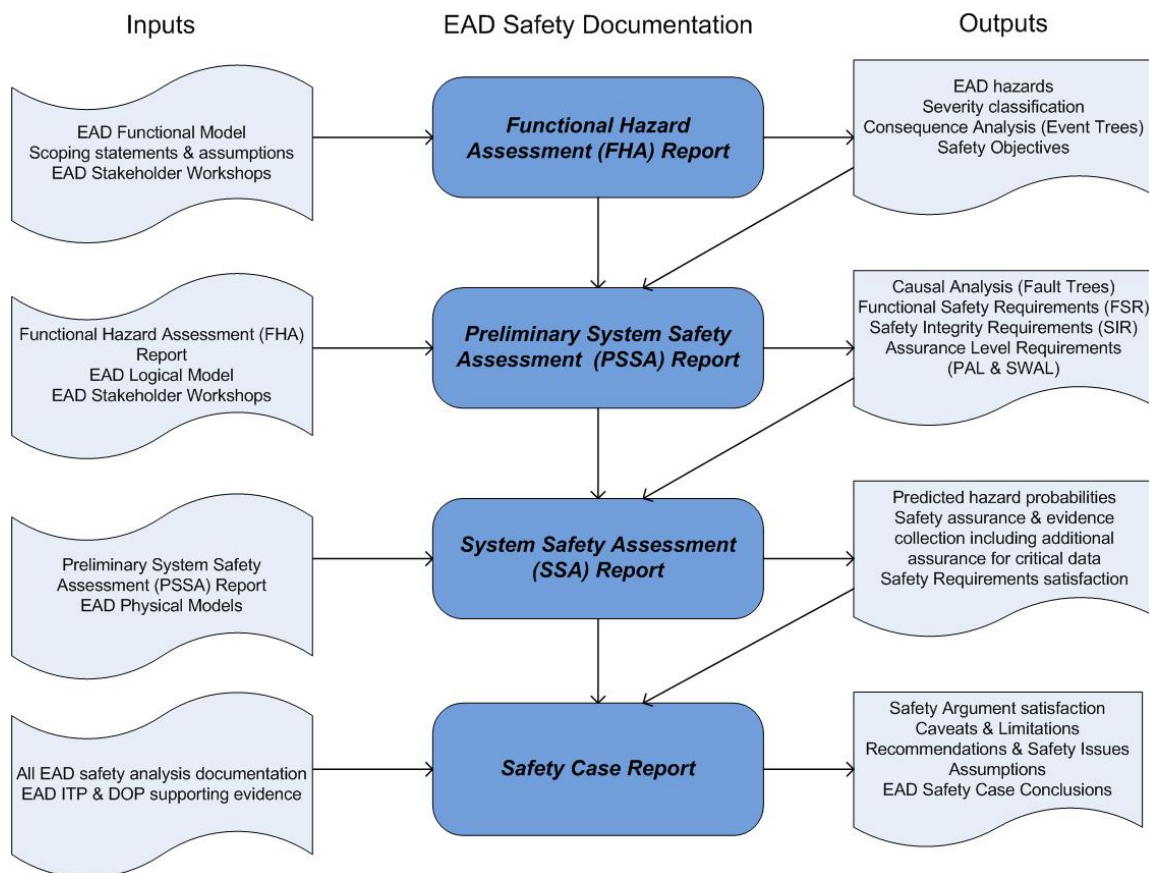 Inputs
EAD Safety Documentation
Outputs
EAD Functional Model
Scoping statements & assumptions
EAD Stakeholder Workshops
Functional Hazard
Assessment (FHA) Report
EAD hazards
Severity classification
Consequence Analysis (Event Trees)
Safety Objectives
Functional Hazard Assessment (FHA)
Report
EAD Logical Model
EAD Stakeholder Workshops
Preliminary System Safety
Assessment (PSSA) Report
Causal Analysis (Fault Trees)
Functional Safety Requirements (FSR)
Safety Integrity Requirements (SIR)
Assurance Level Requirements
(PAL & SWAL)
Preliminary System Safety
Assessment (PSSA) Report
EAD Physical Models
System Safety Assessment
(SSA) Report
Predicted hazard probabilities
Safety assurance & evidence
collection including additional
assurance for critical data
Safety Requirements satisfaction
All EAD safety analysis documentation
EAD ITP & DOP supporting evidence
Safety Case Report
Safety Argument satisfaction
Caveats & Limitations
Recommendations & Safety Issues
Assumptions
EAD Safety Case Conclusions